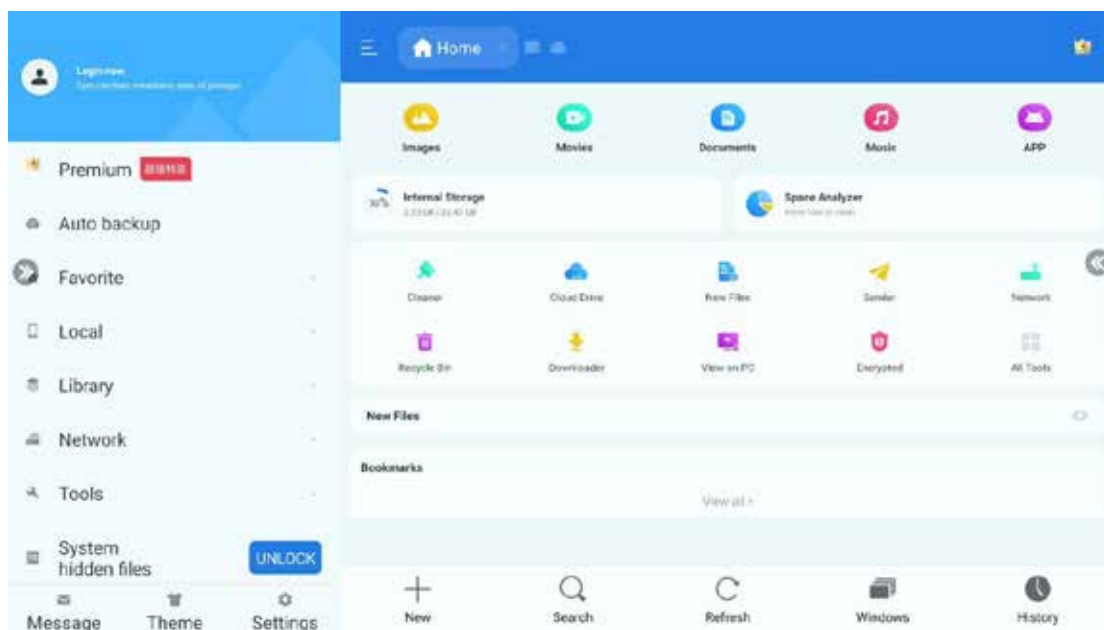 Login now
Premium
Auto backup
Favorite
Local
Library
Network
Tools
System
hidden files
UNLOCK
Message
Theme
Settings
Home
Images
Movies
Documents
Music
APP
Internal Storage
Space Analyzer
Cleaner
Cloud Drive
New Files
Sender
Network
Recycle Bin
Downloader
View on PC
Encrypted
All Tools
New Files
Bookmarks
View all >
New
Search
Refresh
Windows
History